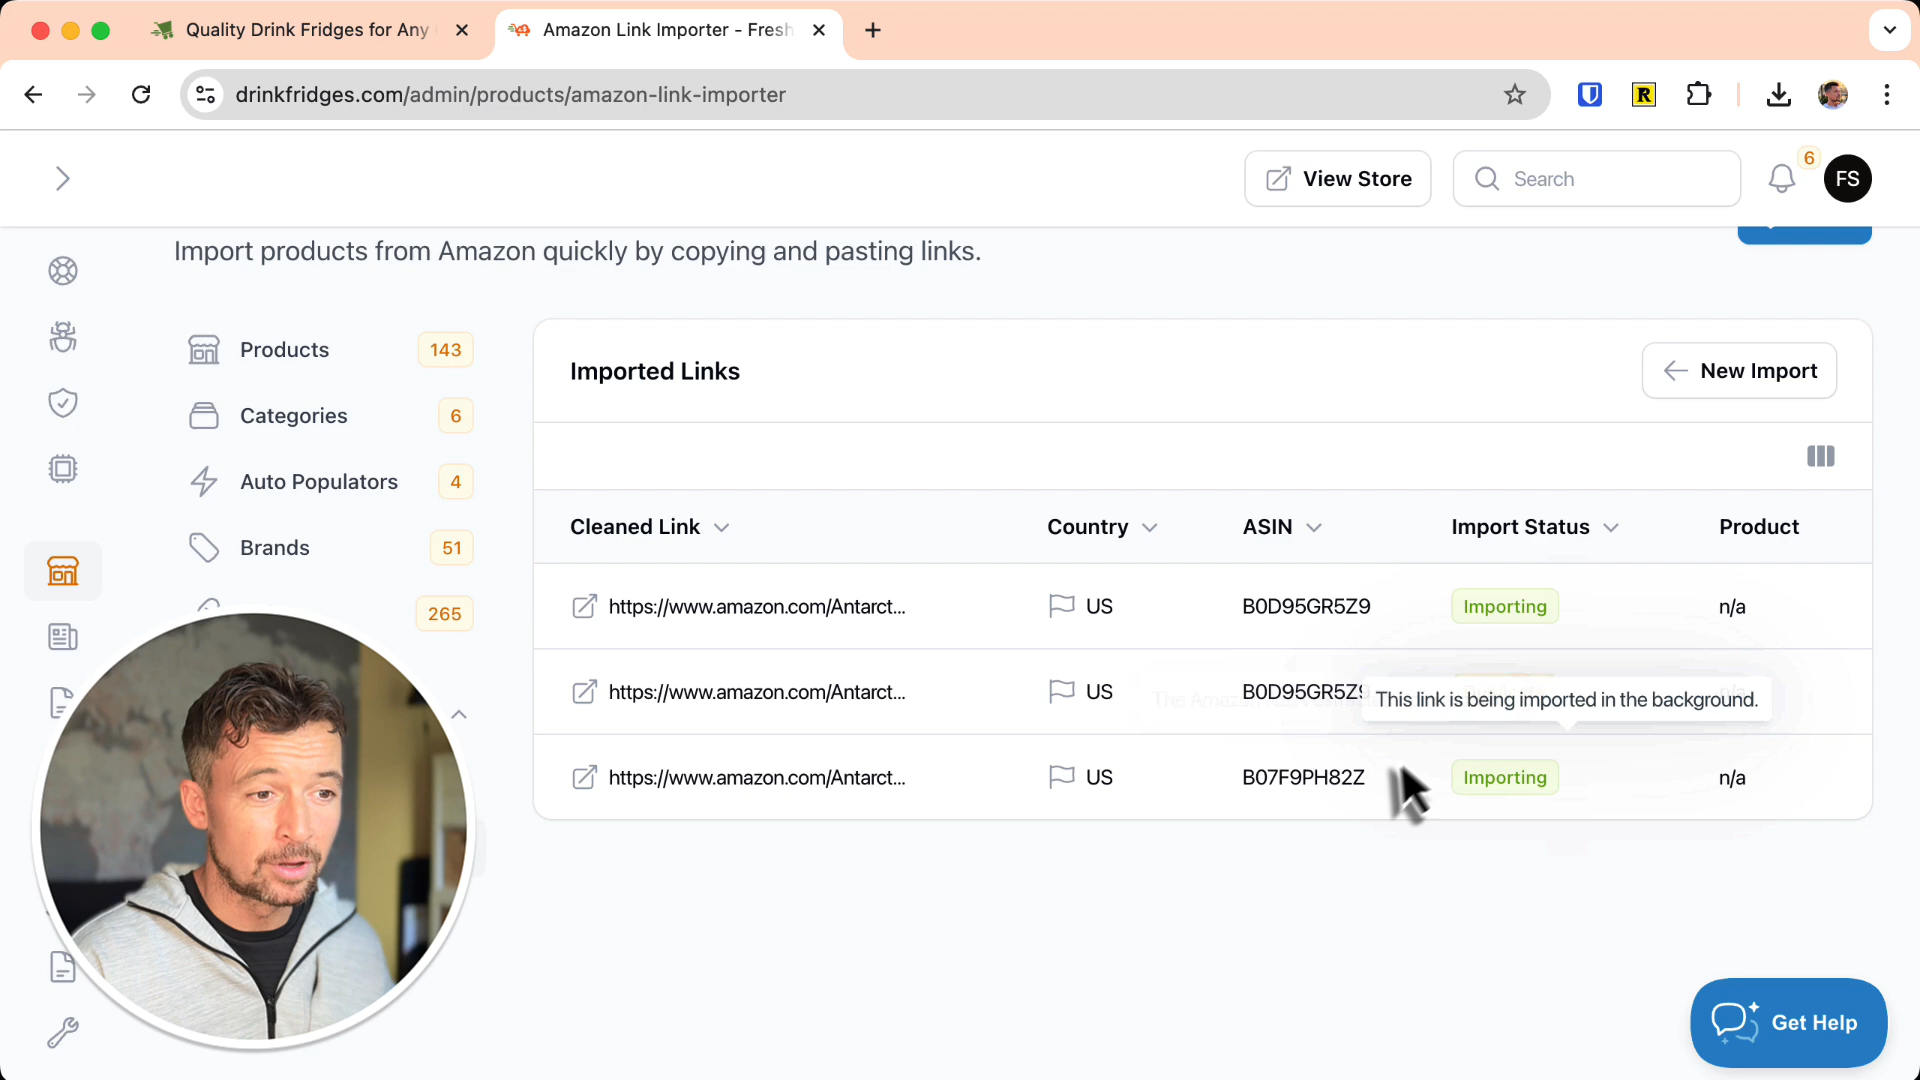 Quality Drink Fridges for Any
Amazon Link Importer - Fresh
drinkfridges.com/admin/products/amazon-link-importer
R
View Store
Search
6
FS
Import products from Amazon quickly by copying and pasting links.
Products 143
Categories 6
Auto Populators 4
Brands 51
265
Imported Links
New Import
Cleaned Link Country ASIN Import Status Product
https://www.amazon.com/Antarct... US B0D95GR5Z9 Importing n/a
https://www.amazon.com/Antarct... US B0D95GR5Z9
This link is being imported in the background.
https://www.amazon.com/Antarct... US B07F9PH82Z Importing n/a
Get Help